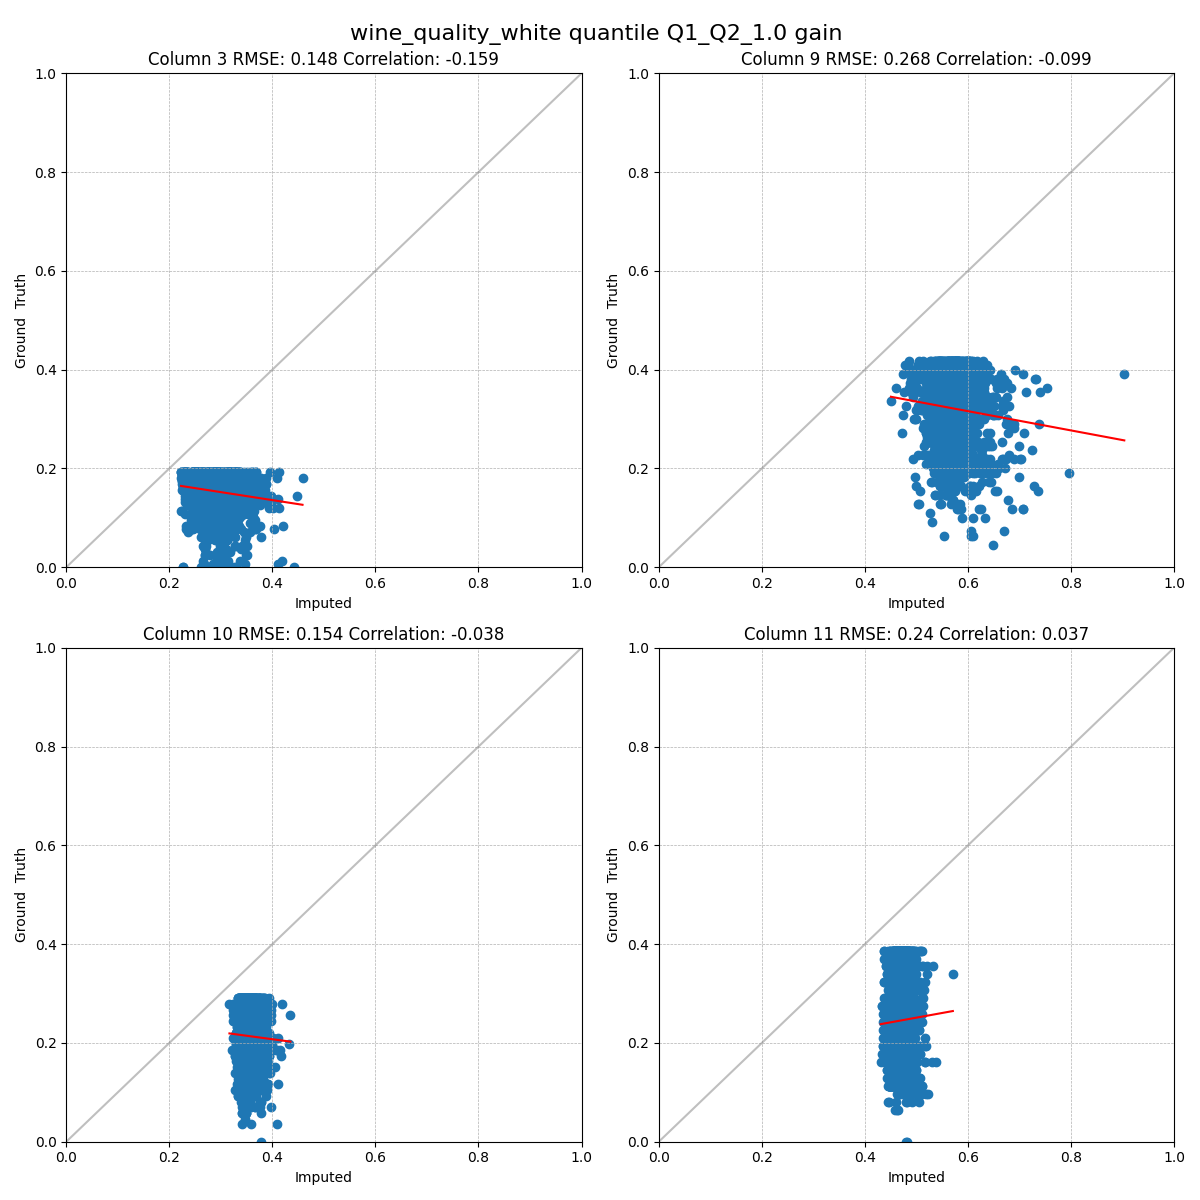 wine_quality_white quantile Q1_Q2_1.0 gain
Column 3 RMSE: 0.148 Correlation: -0.159
1.0
0.8
0.6
0.4
0.2
0.0
Ground Truth
0.0 0.2 0.4 0.6 0.8 1.0
Imputed
Column 9 RMSE: 0.268 Correlation: -0.099
1.0
0.8
0.6
0.4
0.2
0.0
Ground Truth
0.0 0.2 0.4 0.6 0.8 1.0
Imputed
Column 10 RMSE: 0.154 Correlation: -0.038
1.0
0.8
0.6
0.4
0.2
0.0
Ground Truth
0.0 0.2 0.4 0.6 0.8 1.0
Imputed
Column 11 RMSE: 0.24 Correlation: 0.037
1.0
0.8
0.6
0.4
0.2
0.0
Ground Truth
0.0 0.2 0.4 0.6 0.8 1.0
Imputed